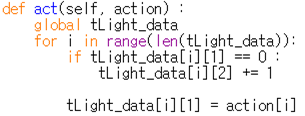 def act(self, action) :
    global tLight_data
    for i in range(len(tLight_data)):
        if tLight_data[i][1] == 0 :
            tLight_data[i][2] += 1

        tLight_data[i][1] = action[i]